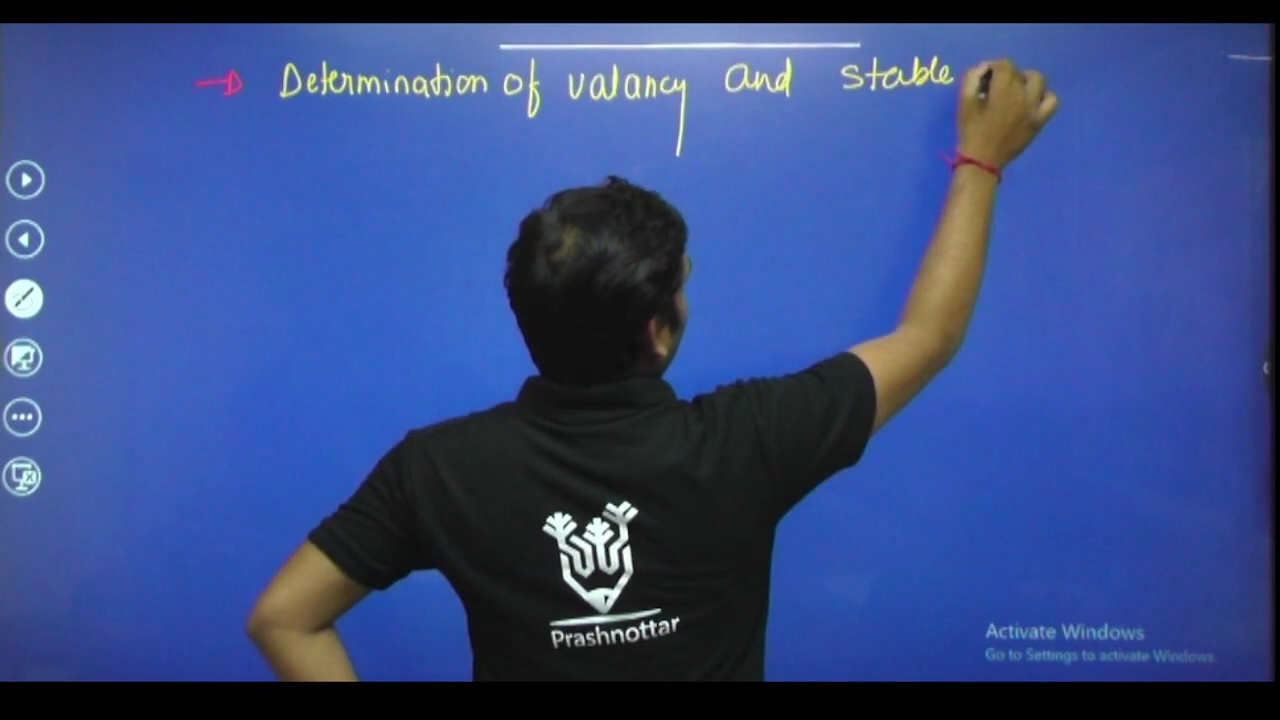 Determination of valancy and stable
Prashnottar
Activate Windows
Go to Settings to activate Windows.